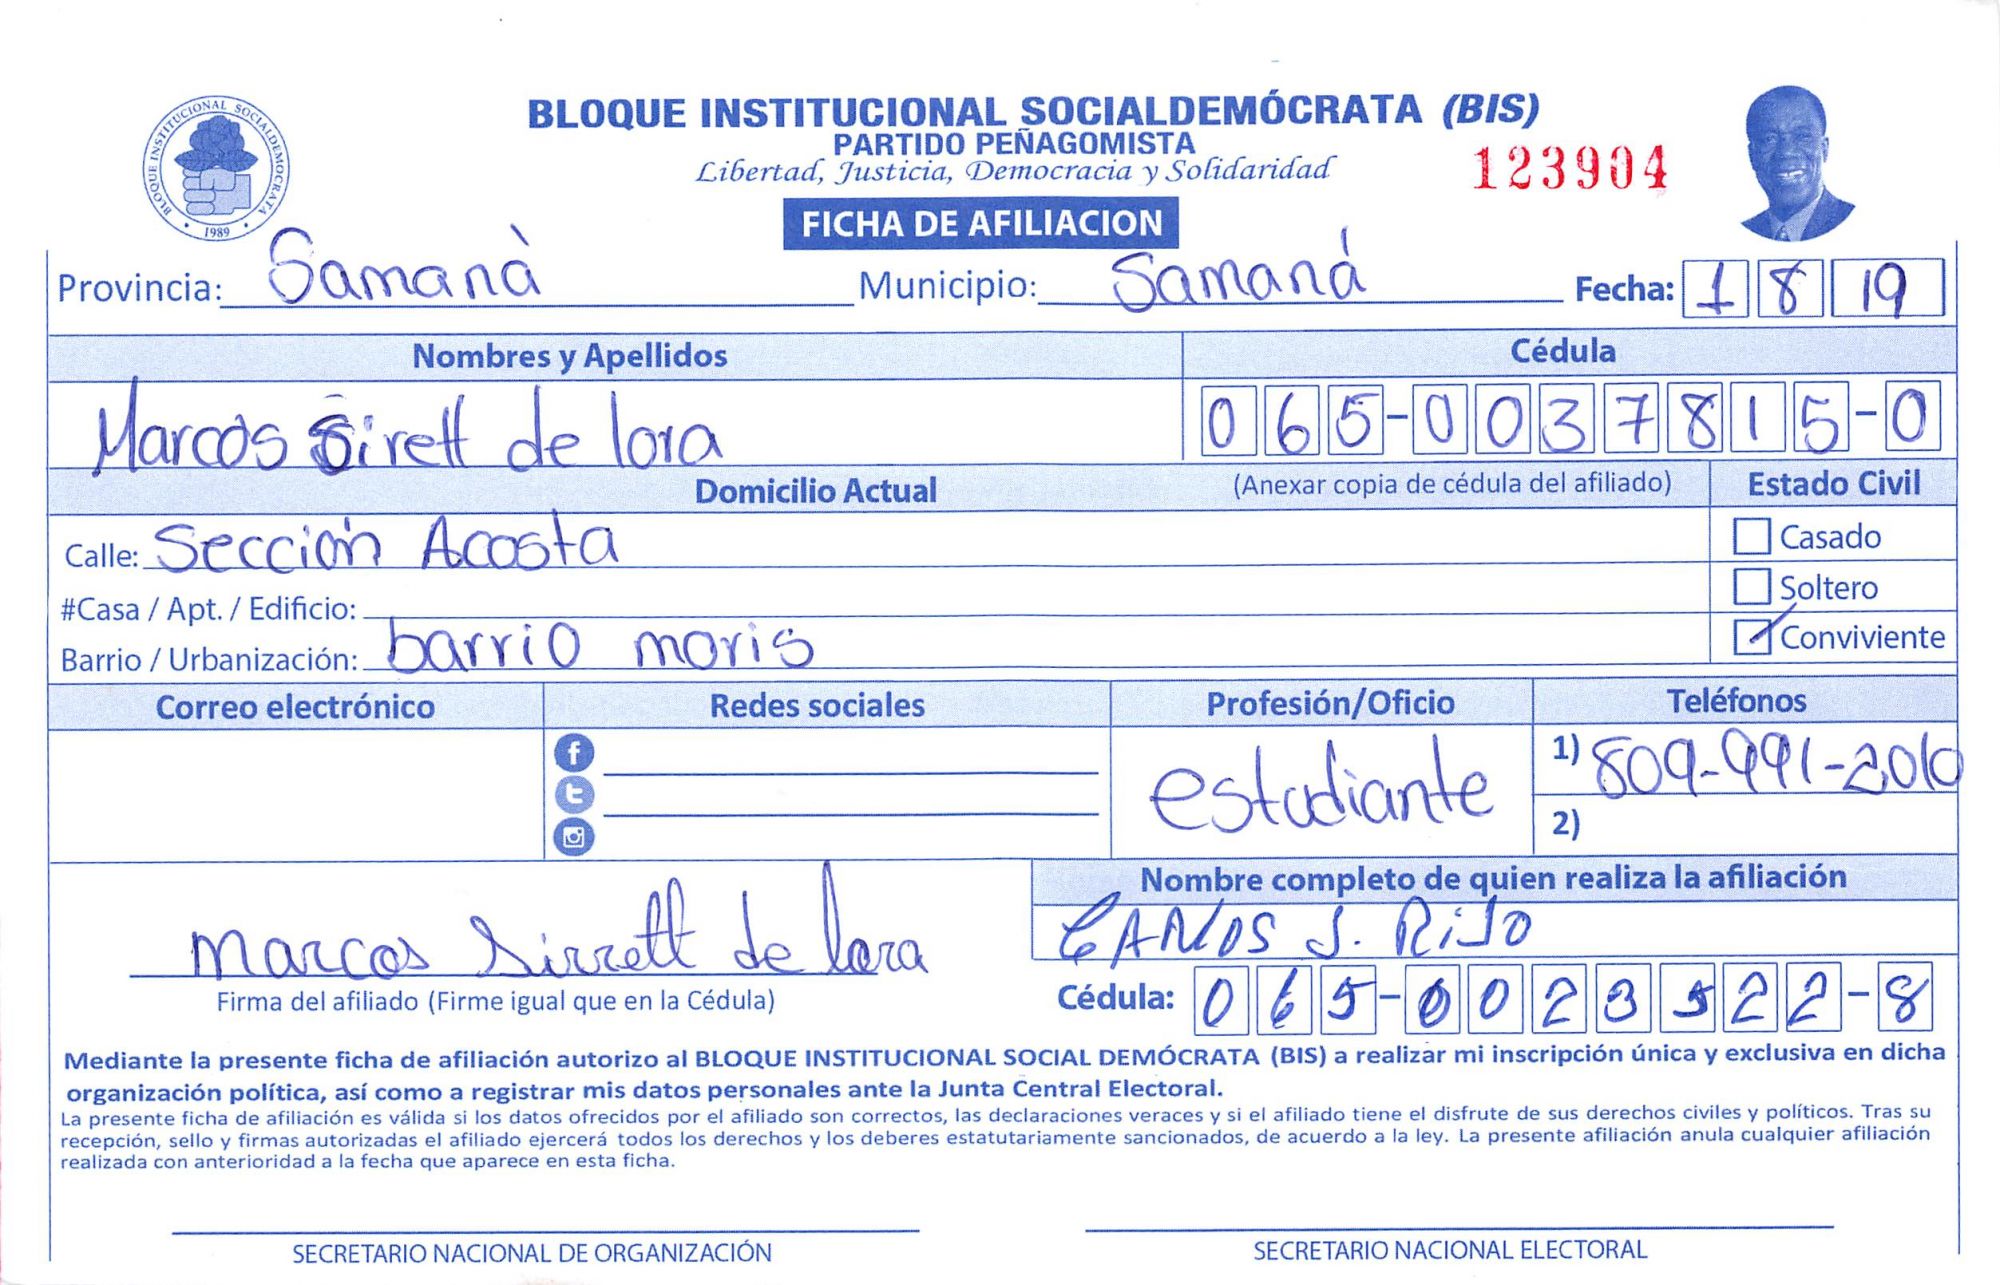 BLOQUE INSTITUCIONAL SOCIALDEMOCRATA
1989
BLOQUE INSTITUCIONAL SOCIALDEMÓCRATA (BIS)
PARTIDO PEÑAGOMISTA
Libertad, Justicia, Democracia y Solidaridad
123904
FICHA DE AFILIACION
Provincia: Samanà Municipio: Samaná Fecha: 1 8 19
Nombres y Apellidos Cédula
Marcos Sirett de lora 065-0037815-0
Domicilio Actual (Anexar copia de cédula del afiliado) Estado Civil
Calle: Sección Acosta Casado
#Casa / Apt. / Edificio: Soltero
Barrio / Urbanización: barrio moris Conviviente
Correo electrónico Redes sociales Profesión/Oficio Teléfonos
estudiante 1) 809-991-2010
2)
Nombre completo de quien realiza la afiliación
CARLOS J. RiJo
Marcos Sirrett de lora
Firma del afiliado (Firme igual que en la Cédula) Cédula: 065-0023522-8
Mediante la presente ficha de afiliación autorizo al BLOQUE INSTITUCIONAL SOCIAL DEMÓCRATA (BIS) a realizar mi inscripción única y exclusiva en dicha
organización política, así como a registrar mis datos personales ante la Junta Central Electoral.
La presente ficha de afiliación es válida si los datos ofrecidos por el afiliado son correctos, las declaraciones veraces y si el afiliado tiene el disfrute de sus derechos civiles y políticos. Tras su
recepción, sello y firmas autorizadas el afiliado ejercerá todos los derechos y los deberes estatutariamente sancionados, de acuerdo a la ley. La presente afiliación anula cualquier afiliación
realizada con anterioridad a la fecha que aparece en esta ficha.
SECRETARIO NACIONAL DE ORGANIZACIÓN SECRETARIO NACIONAL ELECTORAL